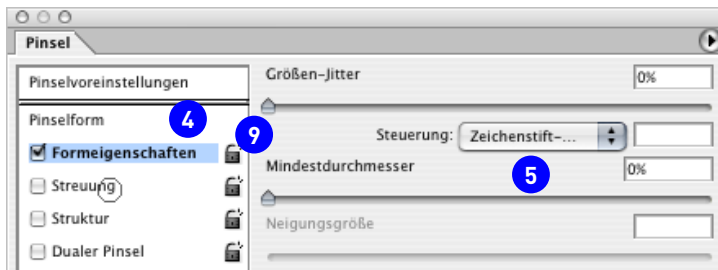 Pinsel
Pinselvoreinstellungen
Pinselform
4
Formeigenschaften
Streuung
Struktur
Dualer Pinsel
9
Größen-Jitter
0%
Steuerung: Zeichenstift-...
5
Mindestdurchmesser
0%
Neigungsgröße